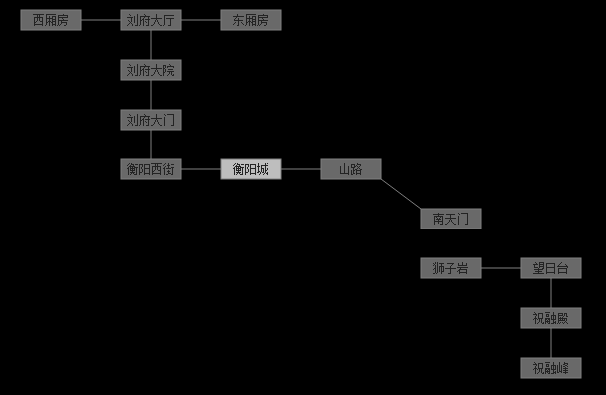 西厢房 刘府大厅 东厢房
刘府大院
刘府大门
衡阳西街 衡阳城 山路
南天门
狮子岩 望日台
祝融殿
祝融峰